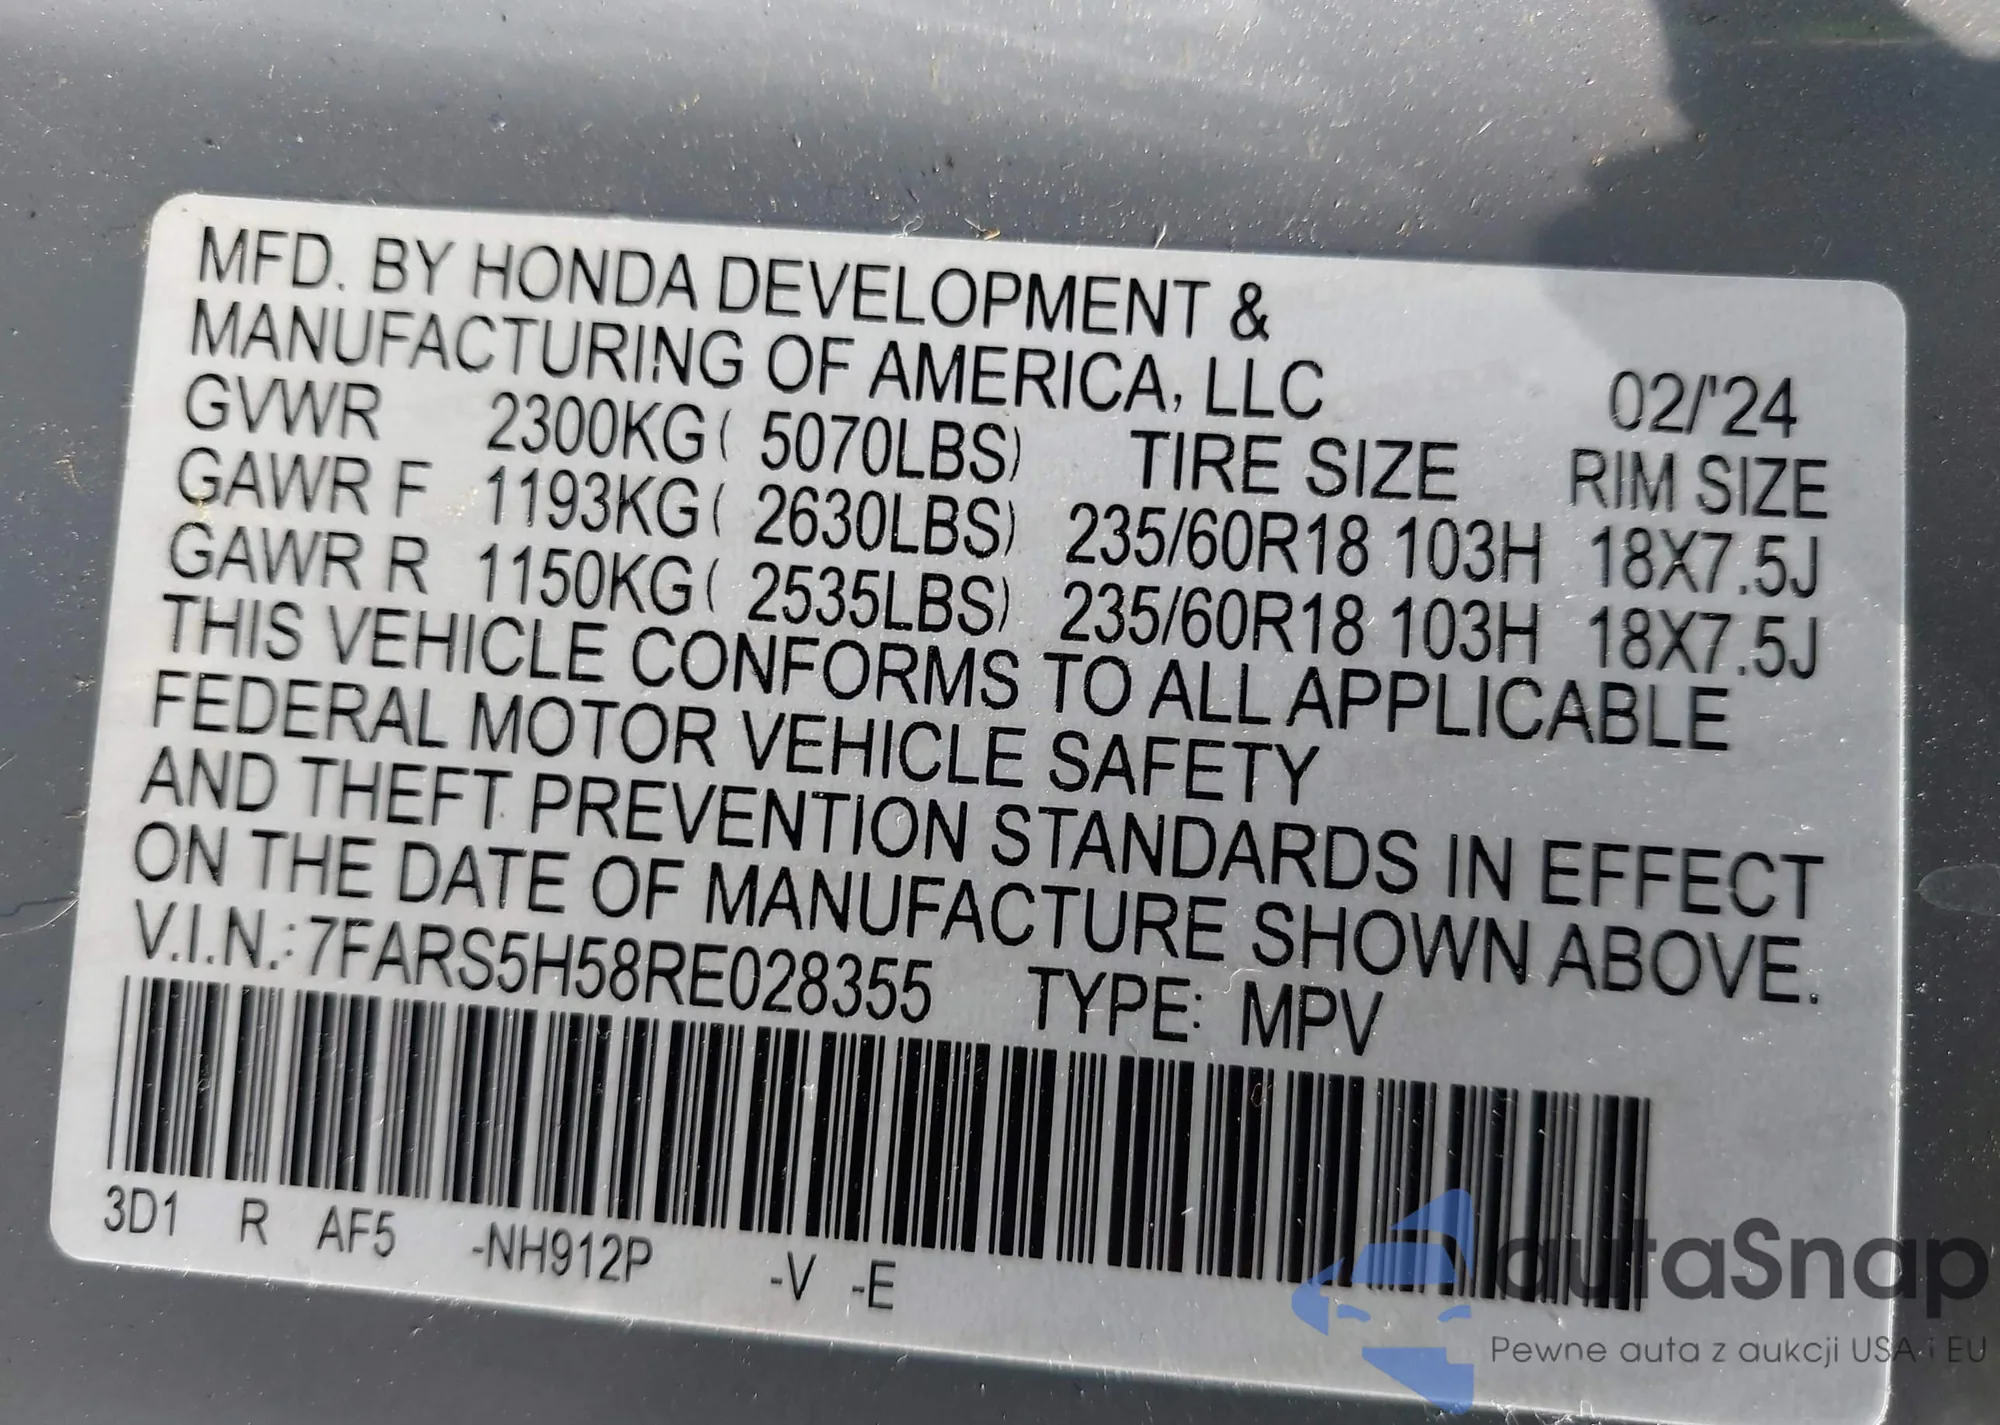 MFD. BY HONDA DEVELOPMENT &
MANUFACTURING OF AMERICA, LLC 02/'24
GVWR 2300KG( 5070LBS) TIRE SIZE RIM SIZE
GAWR F 1193KG( 2630LBS) 235/60R18 103H 18X7.5J
GAWR R 1150KG( 2535LBS) 235/60R18 103H 18X7.5J
THIS VEHICLE CONFORMS TO ALL APPLICABLE
FEDERAL MOTOR VEHICLE SAFETY
AND THEFT PREVENTION STANDARDS IN EFFECT
ON THE DATE OF MANUFACTURE SHOWN ABOVE.
V.I.N.: 7FARS5H58RE028355 TYPE: MPV
3D1 R AF5 -NH912P -V -E
autaSnap
Pewne auta z aukcji USA i EU